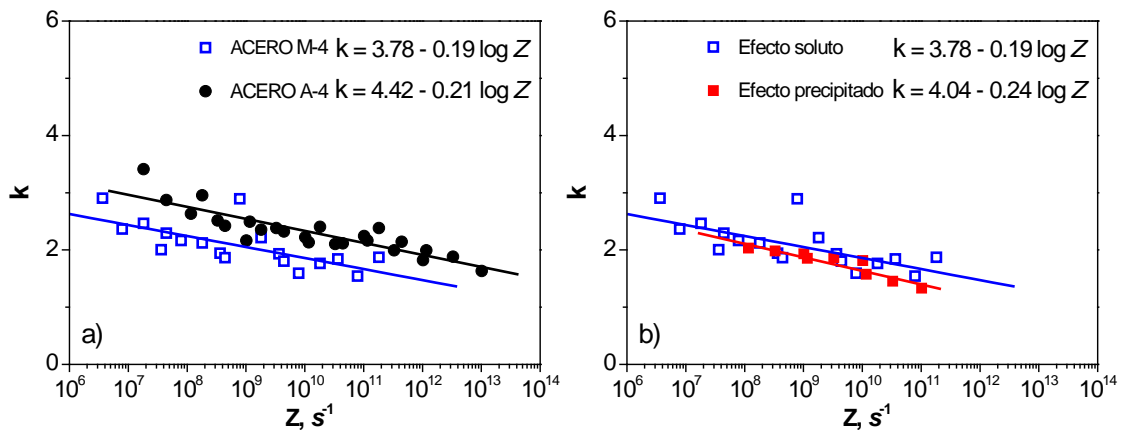 6
ACERO M-4 k = 3.78 - 0.19 log Z
ACERO A-4 k = 4.42 - 0.21 log Z
4
k
2
a)
0
10^6 10^7 10^8 10^9 10^10 10^11 10^12 10^13 10^14
Z, s^-1
6
Efecto soluto k = 3.78 - 0.19 log Z
Efecto precipitado k = 4.04 - 0.24 log Z
4
k
2
b)
0
10^6 10^7 10^8 10^9 10^10 10^11 10^12 10^13 10^14
Z, s^-1